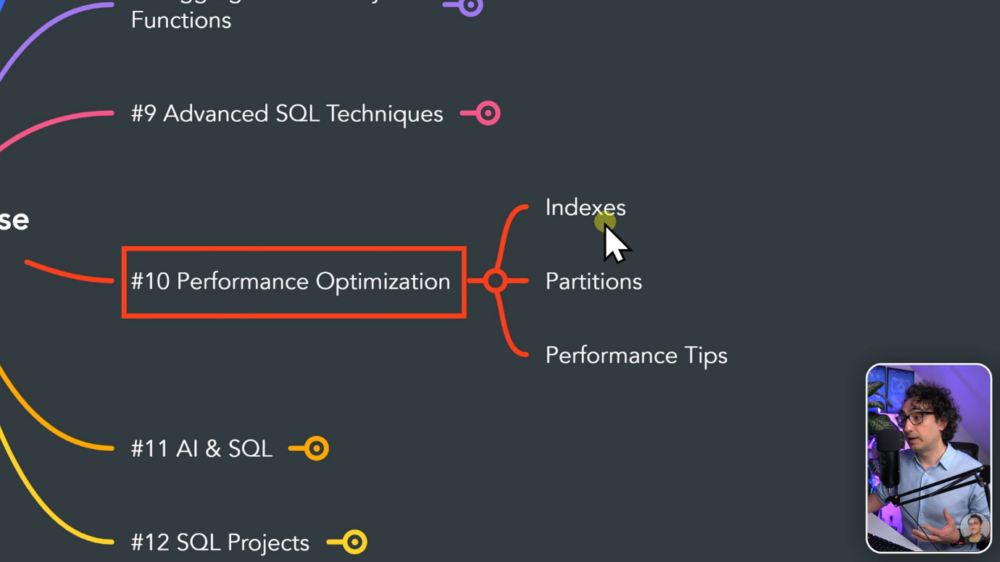 Functions
#9 Advanced SQL Techniques
se
Indexes
#10 Performance Optimization
Partitions
Performance Tips
#11 AI & SQL
#12 SQL Projects